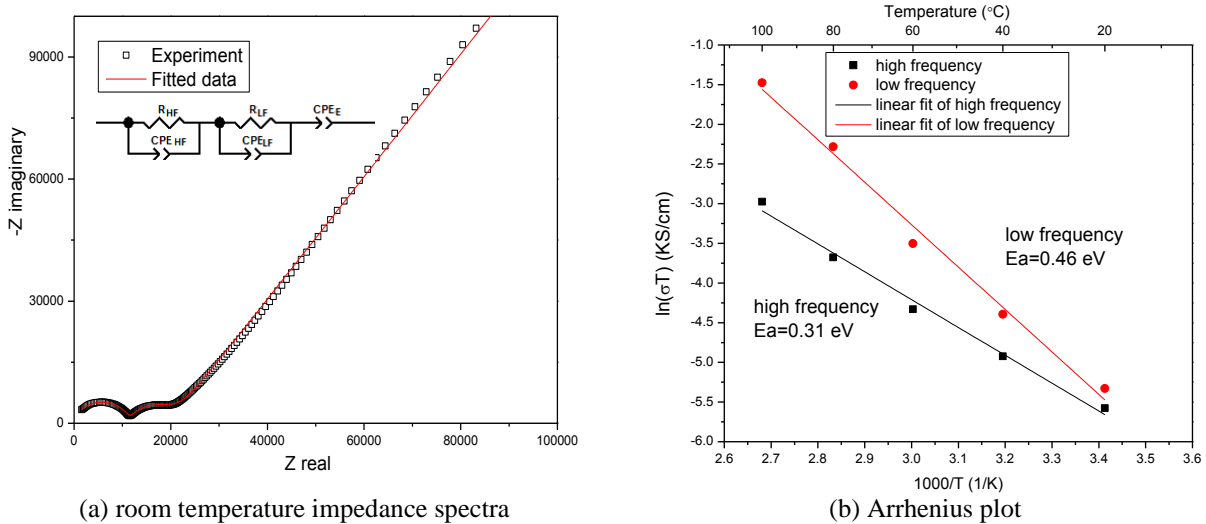 90000
60000
30000
0
-Z imaginary
Experiment
Fitted data
R_HF
R_LF
CPE_E
CPE_HF
CPE_LF
0
20000
40000
60000
80000
100000
Z real
(a) room temperature impedance spectra
Temperature (°C)
100
80
60
40
20
-1.0
-1.5
-2.0
-2.5
-3.0
-3.5
-4.0
-4.5
-5.0
-5.5
-6.0
ln(σT) (KS/cm)
high frequency
low frequency
linear fit of high frequency
linear fit of low frequency
low frequency
Ea=0.46 eV
high frequency
Ea=0.31 eV
2.6
2.7
2.8
2.9
3.0
3.1
3.2
3.3
3.4
3.5
3.6
1000/T (1/K)
(b) Arrhenius plot